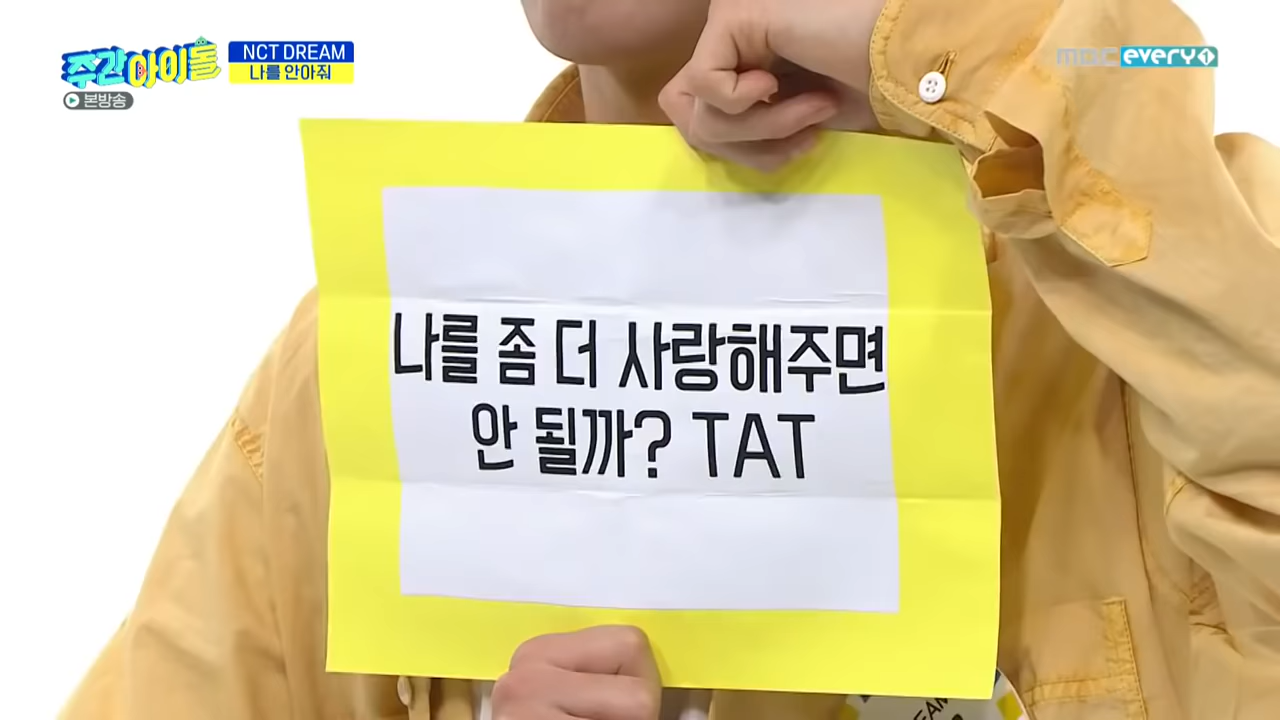 주간아이돌
본방송
NCT DREAM
나를 안아줘
MBC every1
나를 좀 더 사랑해주면
안 될까? TAT